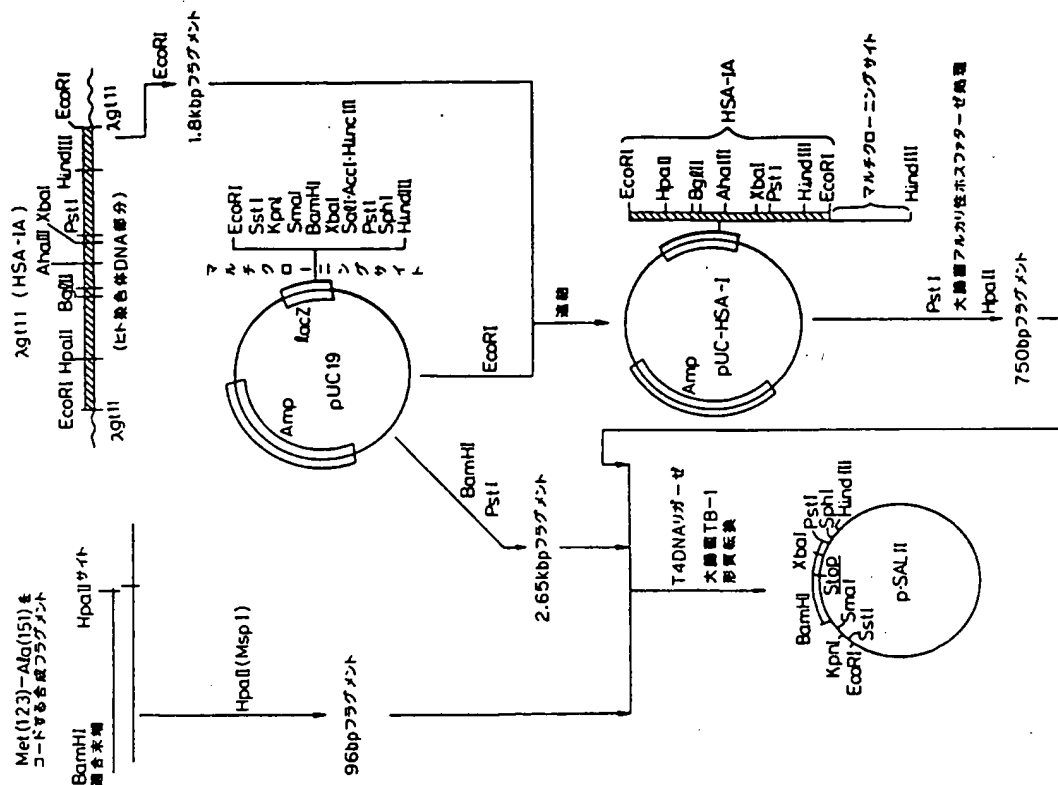 λgt11 (HSA-IA)
EcoRI HpaII BglII AhaIII XbaI PstI HindIII EcoRI
λgt11
(ヒト染色体DNA部分)
λgt11
EcoRI
1.8kbpフラグメント
Met(123)-Ala(151)を
コードする合成フラグメント
BamHI
適合末端
HpaIIサイト
HpaII(MspI)
96bpフラグメント
Amp
pUC19
lacZ
マルチクローニングサイト
EcoRI
SstI
KpnI
SmaI
BamHI
XbaI
SalI・AccI・HincII
PstI
SphI
HindIII
BamHI
PstI
2.65kbpフラグメント
EcoRI
連結
Amp
pUC-HSA-I
EcoRI
HpaII
BglII
AhaIII
XbaI
PstI
HindIII
EcoRI
HSA-IA
マルチクローニングサイト
HindIII
PstI
大腸菌アルカリ性ホスファターゼ処理
HpaII
750bpフラグメント
T4DNAリガーゼ
大腸菌TB-1
形質転換
BamHI
XbaI
PstI
SphI
HindIII
Stop
KpnI
SmaI
EcoRI
SstI
p-SALII